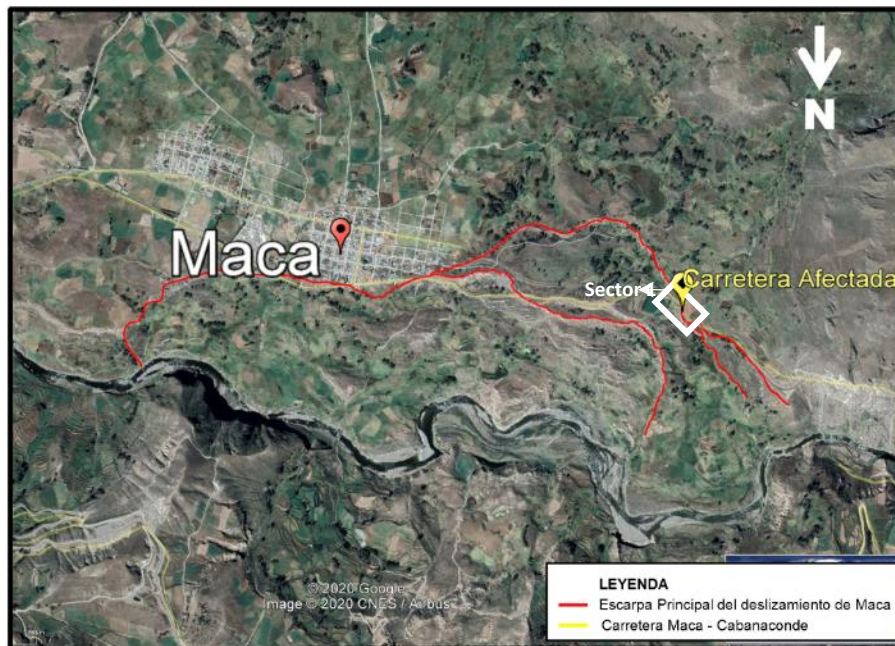 N
Maca
Carretera Afectada
Sector 1
© 2020 Google
Image © 2020 CNES / Airbus
LEYENDA
Escarpa Principal del deslizamiento de Maca
Carretera Maca - Cabanaconde